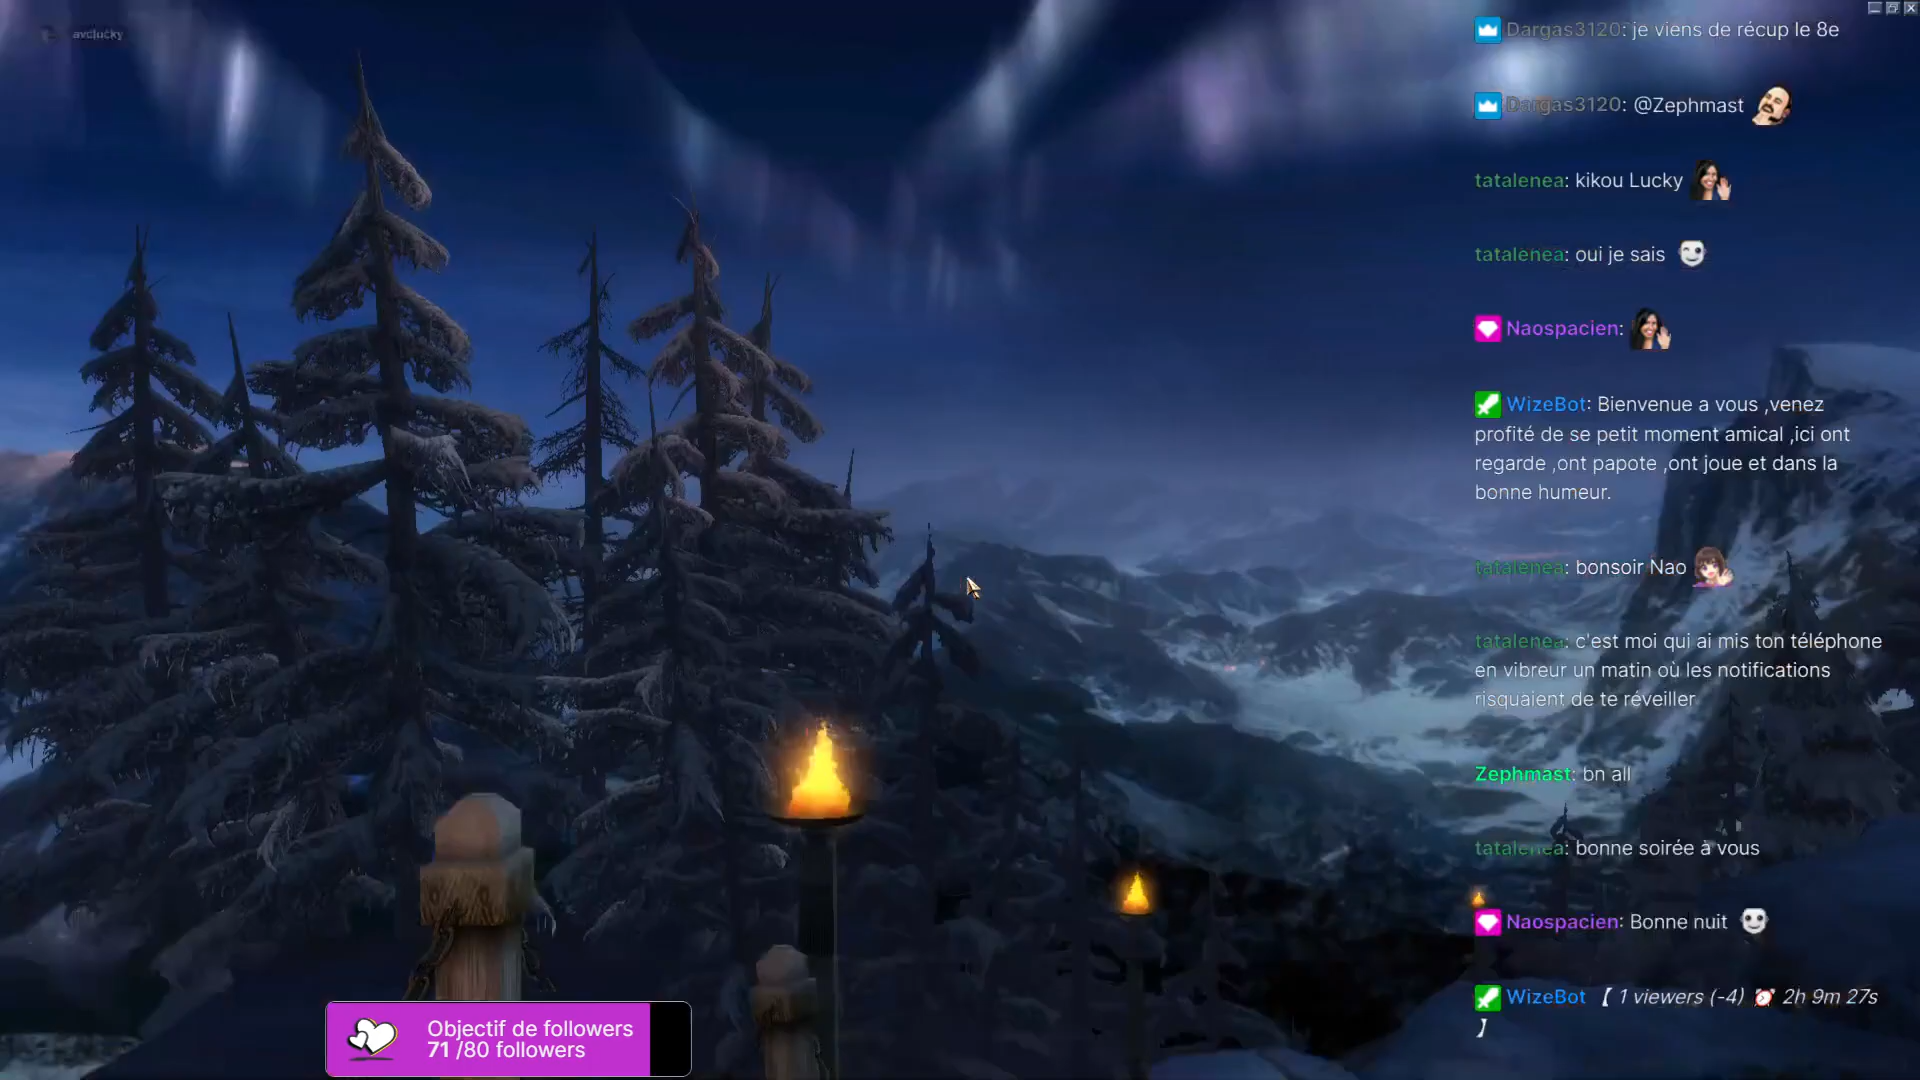 avclucky
Dargas3120: je viens de récup le 8e
Dargas3120: @Zephmast
tatalenea: kikou Lucky
tatalenea: oui je sais
Naospacien:
WizeBot: Bienvenue a vous ,venez
profité de se petit moment amical ,ici ont
regarde ,ont papote ,ont joue et dans la
bonne humeur.
tatalenea: bonsoir Nao
tatalenea: c'est moi qui ai mis ton téléphone
en vibreur un matin où les notifications
risquaient de te réveiller
Zephmast: bn all
tatalenea: bonne soirée à vous
Naospacien: Bonne nuit
WizeBot 【 1 viewers (-4) ⏰ 2h 9m 27s
】
Objectif de followers
71 /80 followers